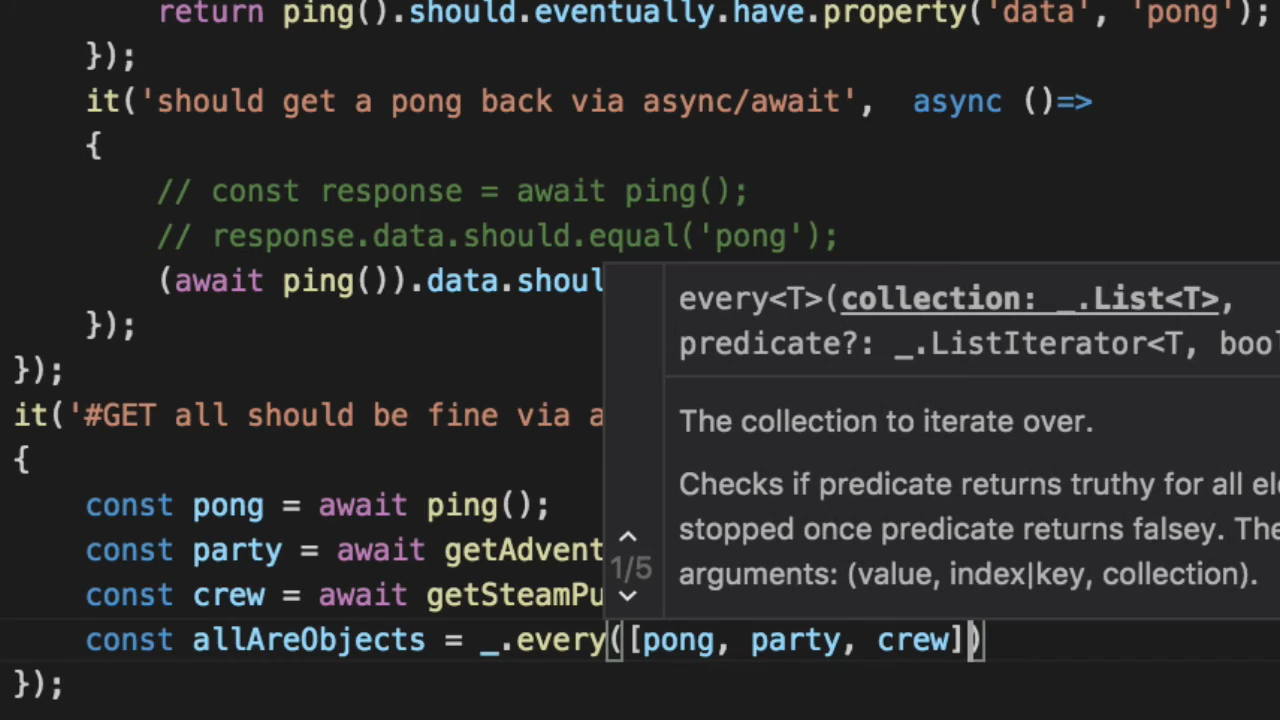 return ping().should.eventually.have.property('data', 'pong');
});
it('should get a pong back via async/await', async ()=>
{
// const response = await ping();
// response.data.should.equal('pong');
(await ping()).data.shoul
});
});
it('#GET all should be fine via a
{
const pong = await ping();
const party = await getAdvent
const crew = await getSteamPu
const allAreObjects = _.every([pong, party, crew])
});
every<T>(collection: _.List<T>,
predicate?: _.ListIterator<T, bool
The collection to iterate over.
Checks if predicate returns truthy for all el
stopped once predicate returns falsey. The
arguments: (value, index|key, collection).
1/5